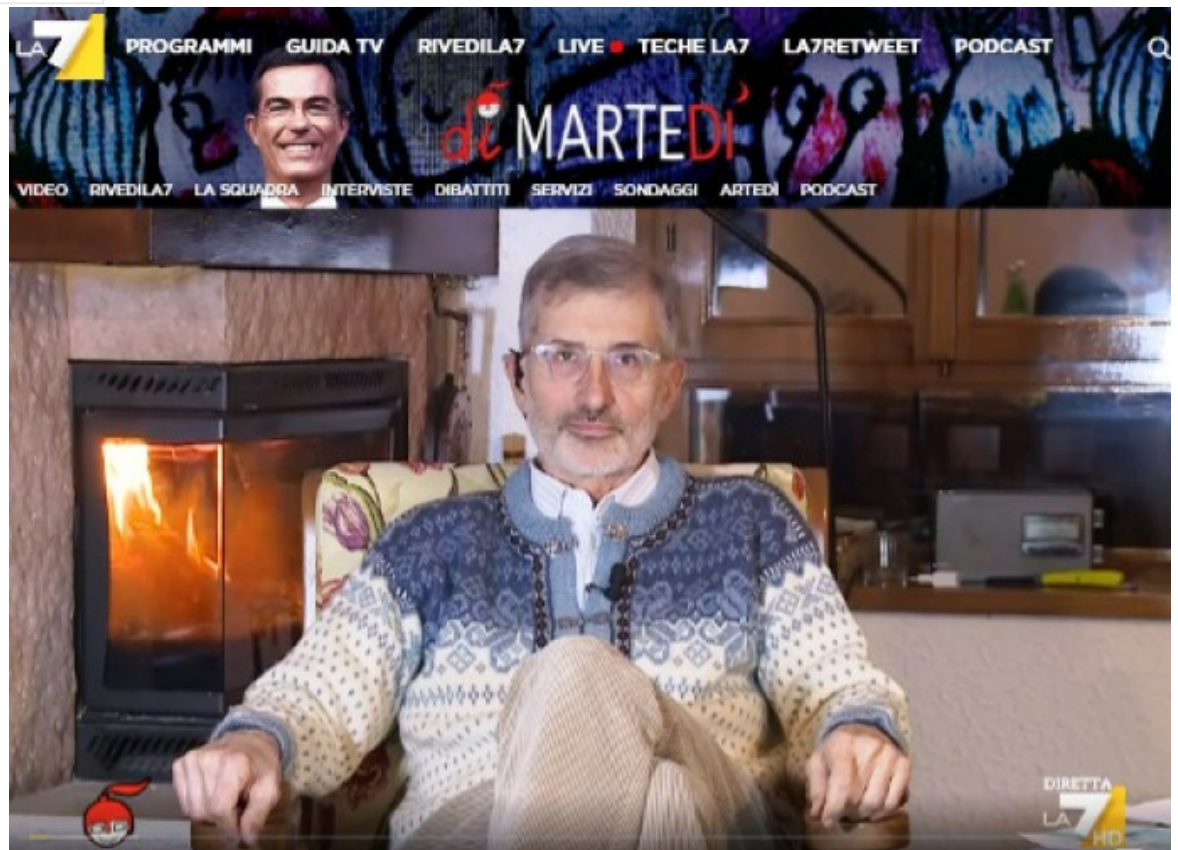 LA7 PROGRAMMI GUIDA TV RIVEDILA7 LIVE TECHE LA7 LA7RETWEET PODCAST
di MARTEDÌ
VIDEO RIVEDILA7 LA SQUADRA INTERVISTE DIBATTITI SERVIZI SONDAGGI ARTEDÌ PODCAST
DIRETTA
LA7
HD